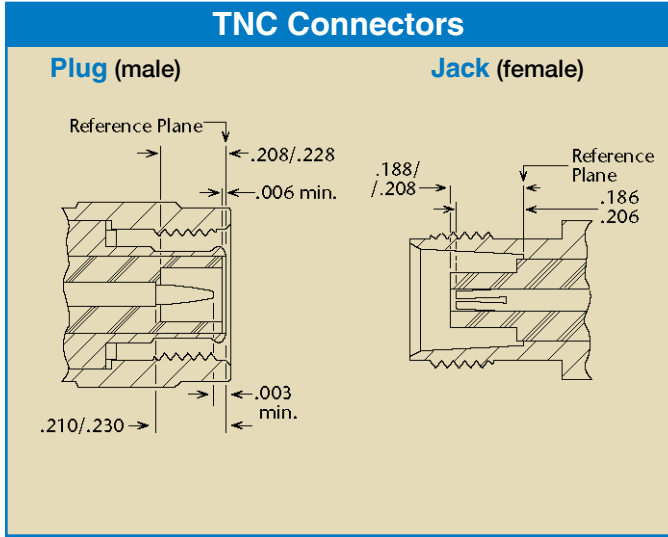 TNC Connectors
Plug (male)
Jack (female)
Reference Plane
.208/.228
.006 min.
.003
min.
.210/.230
.188/
/.208
Reference
Plane
.186
.206